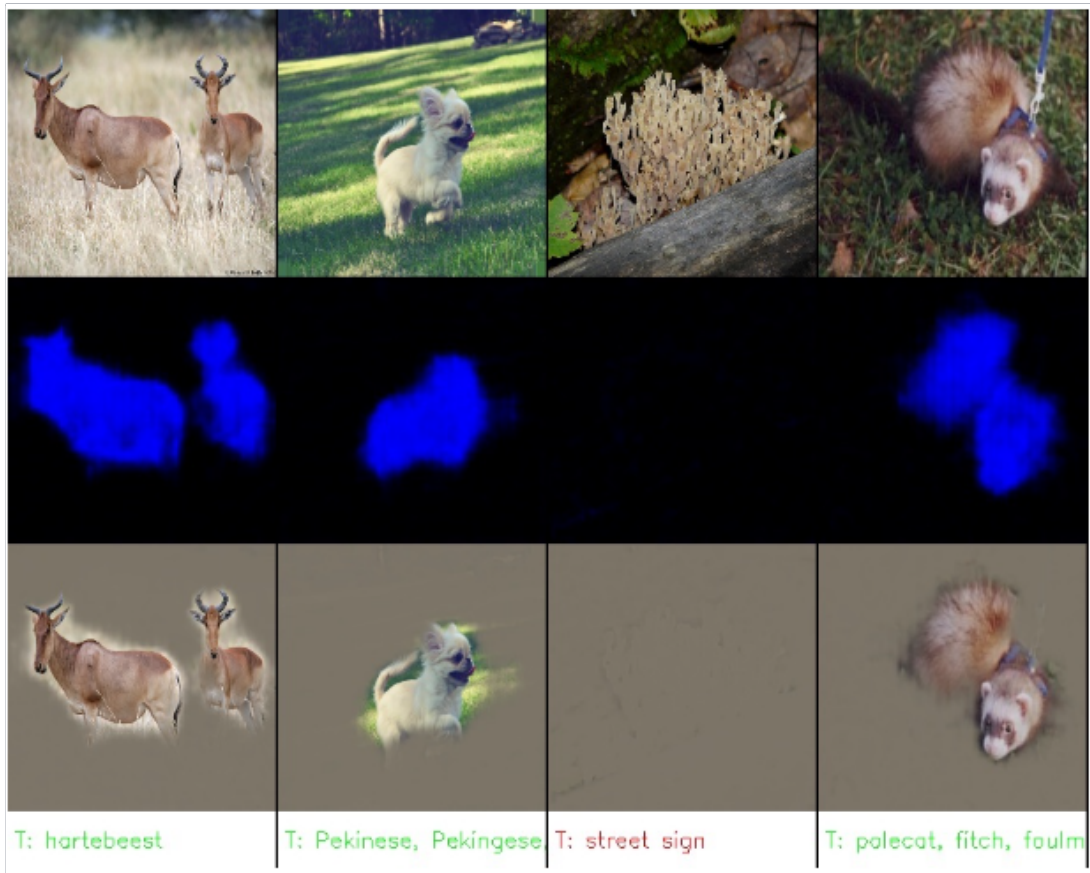 T: hartebeest
T: Pekinese, Pekingese,
T: street sign
T: polecat, fitch, foulm